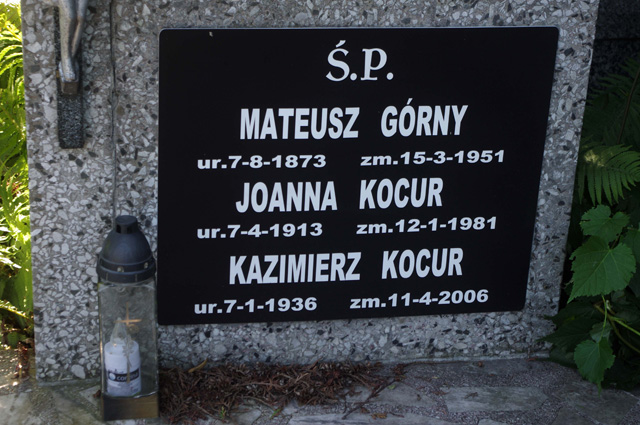 Ś.P.
MATEUSZ GÓRNY
ur.7-8-1873 zm.15-3-1951
JOANNA KOCUR
ur.7-4-1913 zm.12-1-1981
KAZIMIERZ KOCUR
ur.7-1-1936 zm.11-4-2006